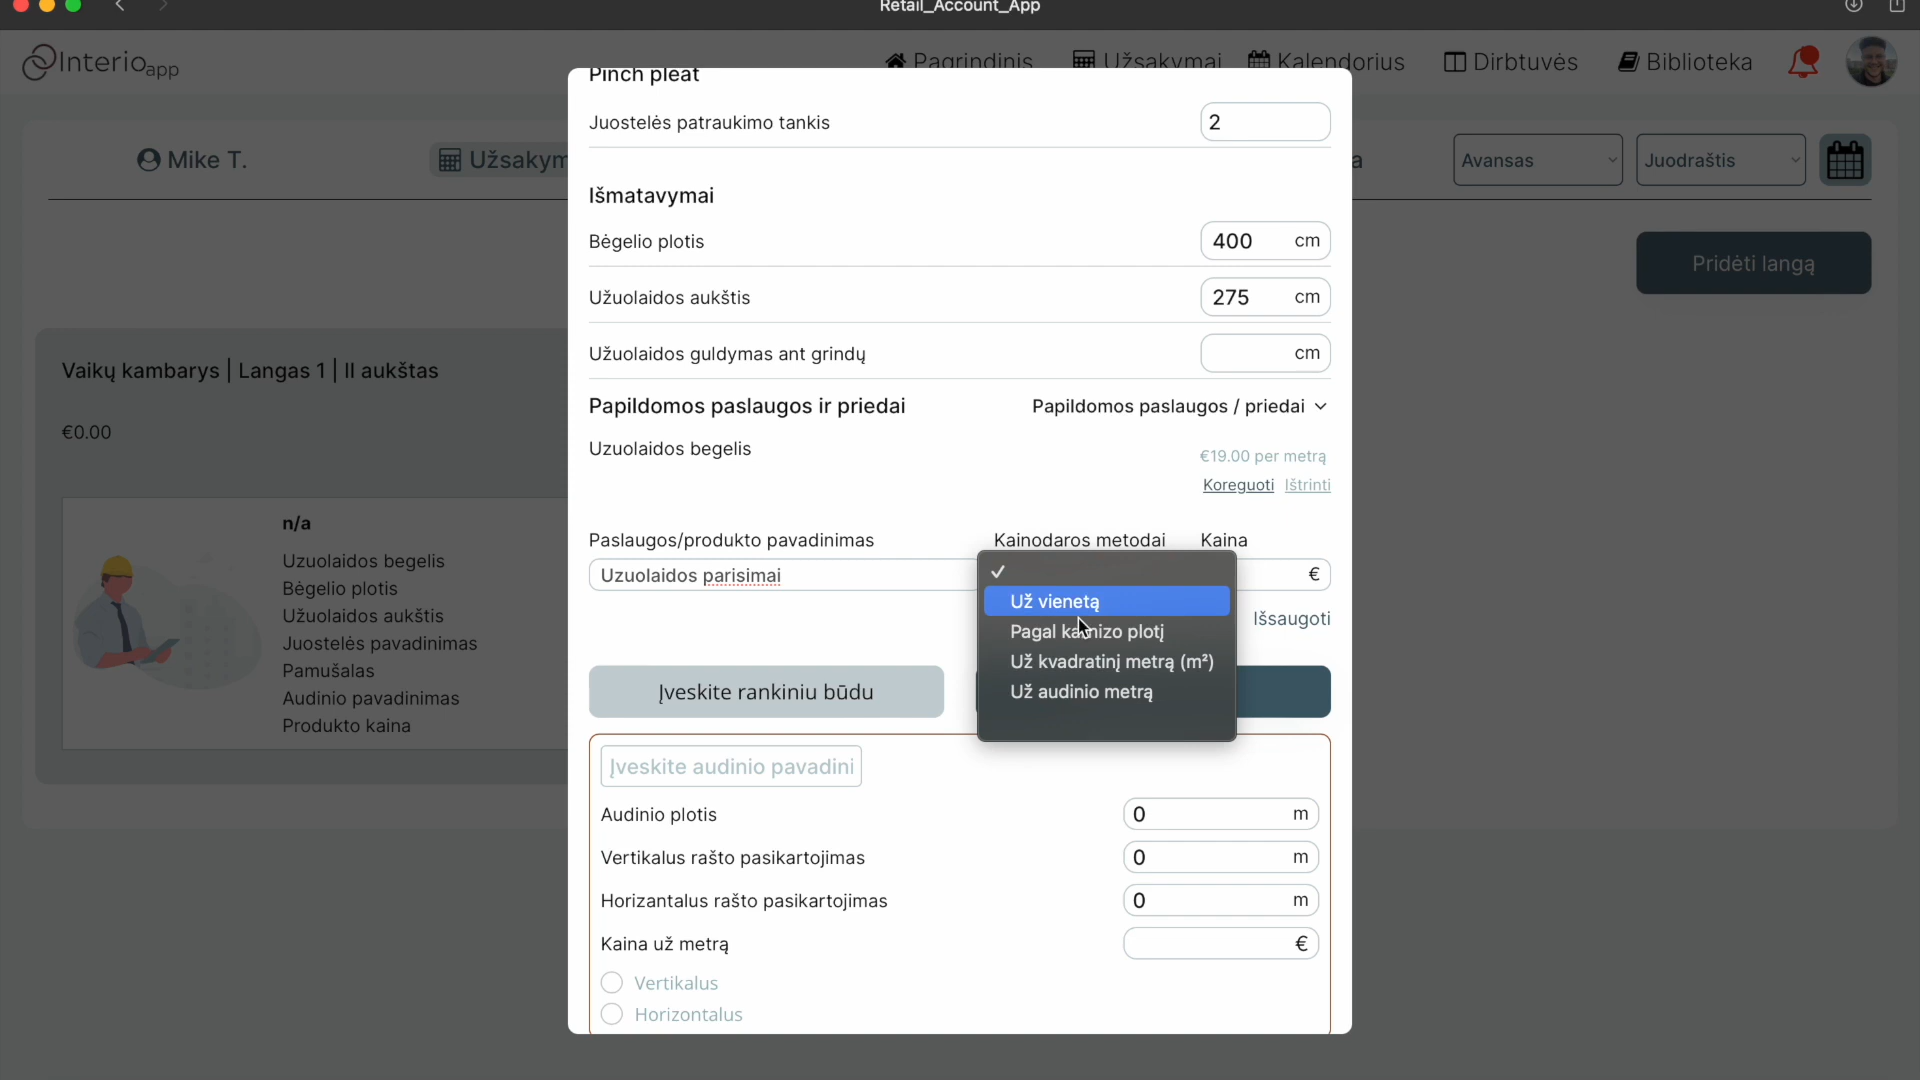 Retail_Account_App
Interioapp
Pagrindinis
Užsakymai
Kalendorius
Dirbtuvės
Biblioteka
Mike T.
Užsakym
a
Avansas
Juodraštis
Pridėti langą
Vaikų kambarys | Langas 1 | II aukštas
€0.00
n/a
Uzuolaidos begelis
Bėgelio plotis
Užuolaidos aukštis
Juostelės pavadinimas
Pamušalas
Audinio pavadinimas
Produkto kaina
Pinch pleat
Juostelės patraukimo tankis
2
Išmatavymai
Bėgelio plotis
400 cm
Užuolaidos aukštis
275 cm
Užuolaidos guldymas ant grindų
cm
Papildomos paslaugos ir priedai
Papildomos paslaugos / priedai
Uzuolaidos begelis
€19.00 per metrą
Koreguoti Ištrinti
Paslaugos/produkto pavadinimas
Kainodaros metodai
Kaina
Uzuolaidos parisimai
€
Už vienetą
Pagal karnizo plotį
Už kvadratinį metrą (m²)
Už audinio metrą
Išsaugoti
Įveskite rankiniu būdu
Įveskite audinio pavadini
Audinio plotis
0 m
Vertikalus rašto pasikartojimas
0 m
Horizantalus rašto pasikartojimas
0 m
Kaina už metrą
€
Vertikalus
Horizontalus